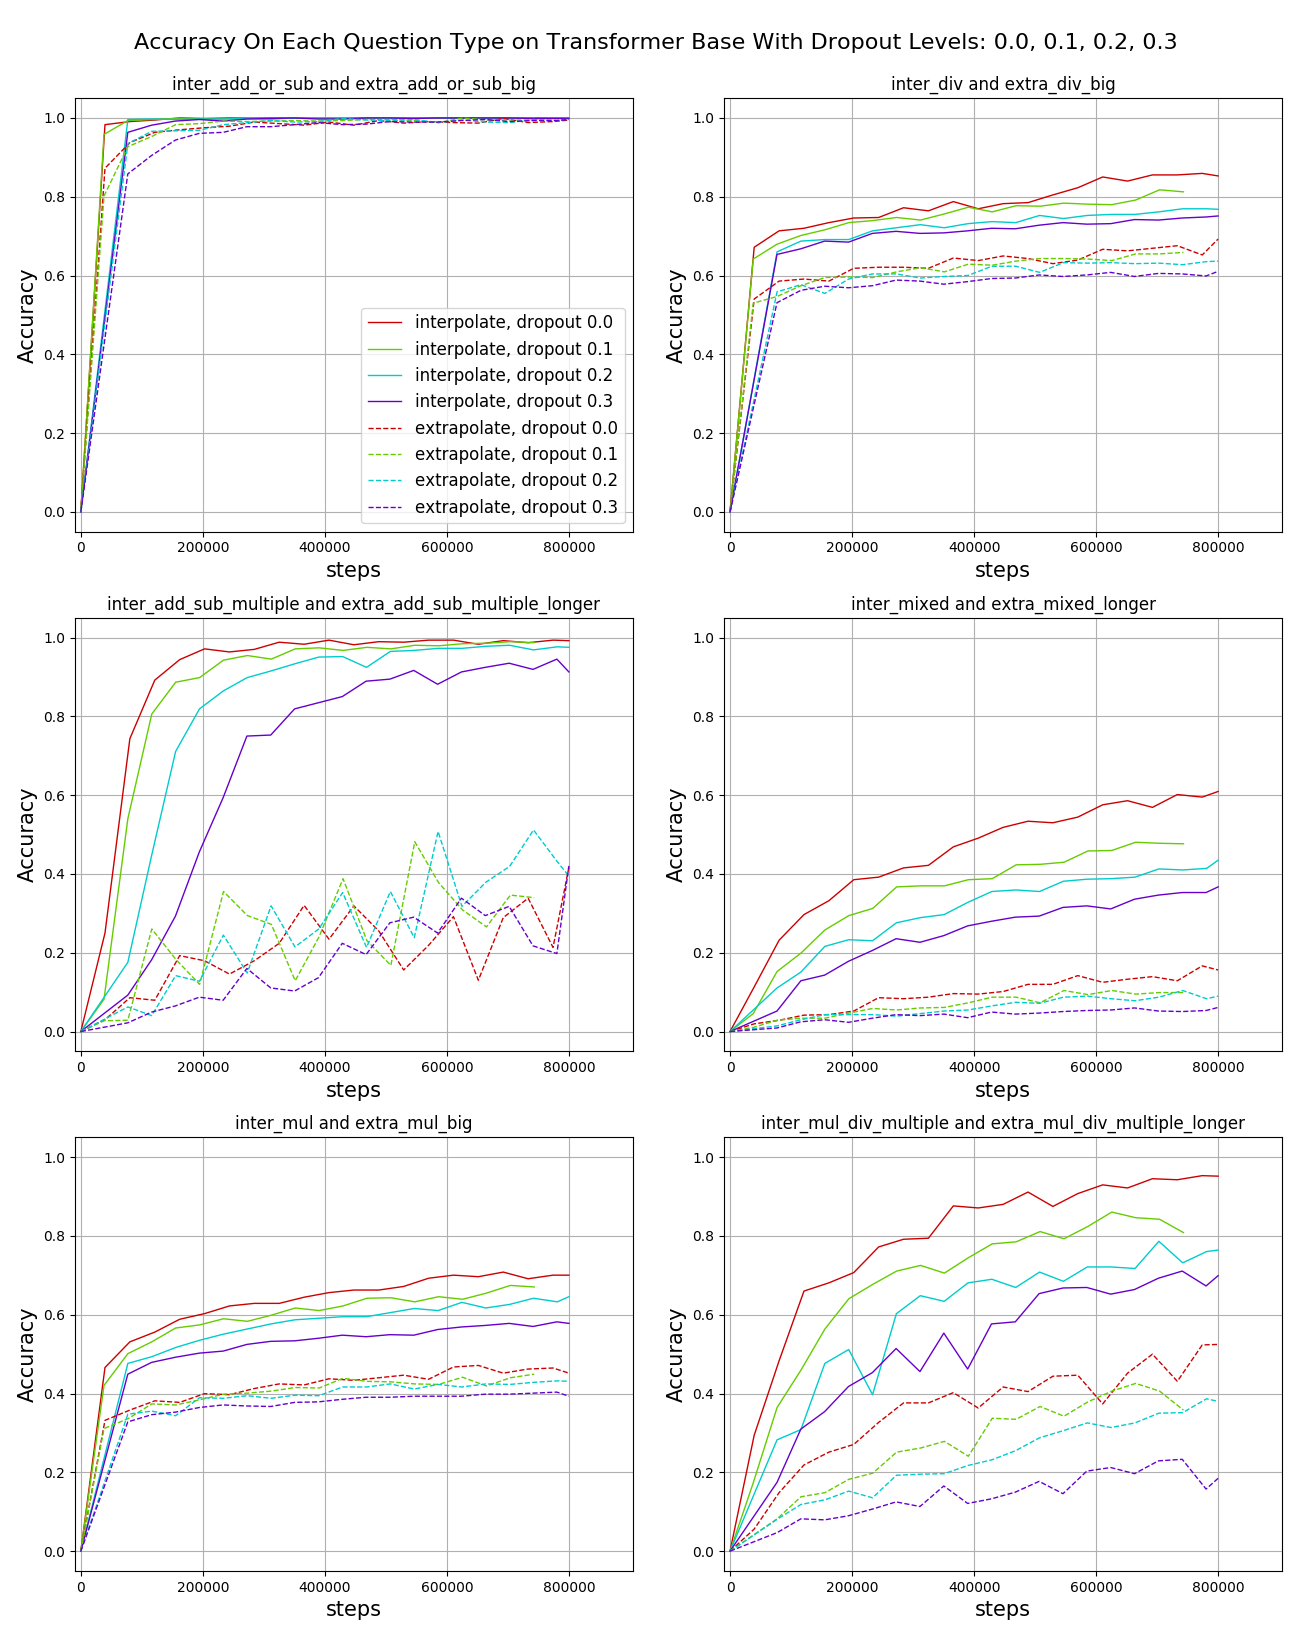 Accuracy On Each Question Type on Transformer Base With Dropout Levels: 0.0, 0.1, 0.2, 0.3
inter_add_or_sub and extra_add_or_sub_big
Accuracy
1.0
0.8
0.6
0.4
0.2
0.0
interpolate, dropout 0.0
interpolate, dropout 0.1
interpolate, dropout 0.2
interpolate, dropout 0.3
extrapolate, dropout 0.0
extrapolate, dropout 0.1
extrapolate, dropout 0.2
extrapolate, dropout 0.3
0 200000 400000 600000 800000
steps
inter_div and extra_div_big
Accuracy
1.0
0.8
0.6
0.4
0.2
0.0
0 200000 400000 600000 800000
steps
inter_add_sub_multiple and extra_add_sub_multiple_longer
Accuracy
1.0
0.8
0.6
0.4
0.2
0.0
0 200000 400000 600000 800000
steps
inter_mixed and extra_mixed_longer
Accuracy
1.0
0.8
0.6
0.4
0.2
0.0
0 200000 400000 600000 800000
steps
inter_mul and extra_mul_big
Accuracy
1.0
0.8
0.6
0.4
0.2
0.0
0 200000 400000 600000 800000
steps
inter_mul_div_multiple and extra_mul_div_multiple_longer
Accuracy
1.0
0.8
0.6
0.4
0.2
0.0
0 200000 400000 600000 800000
steps